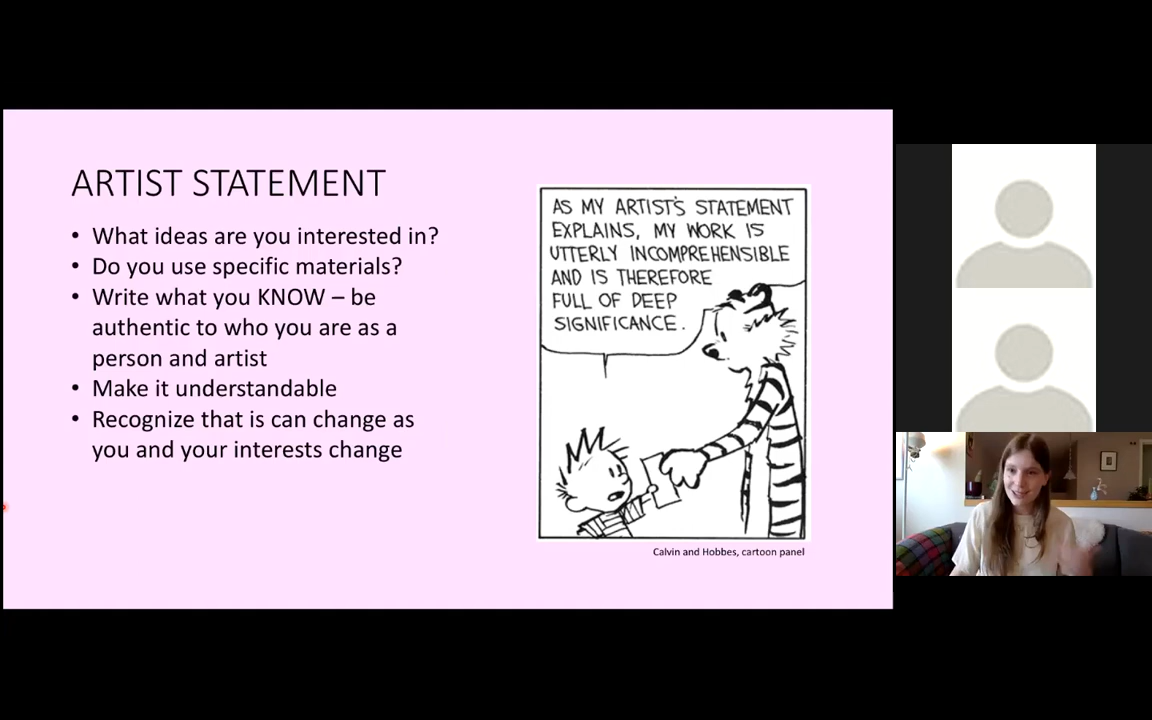 ARTIST STATEMENT
• What ideas are you interested in?
• Do you use specific materials?
• Write what you KNOW – be
authentic to who you are as a
person and artist
• Make it understandable
• Recognize that is can change as
you and your interests change
AS MY ARTIST'S STATEMENT
EXPLAINS, MY WORK IS
UTTERLY INCOMPREHENSIBLE
AND IS THEREFORE
FULL OF DEEP
SIGNIFICANCE.
Calvin and Hobbes, cartoon panel